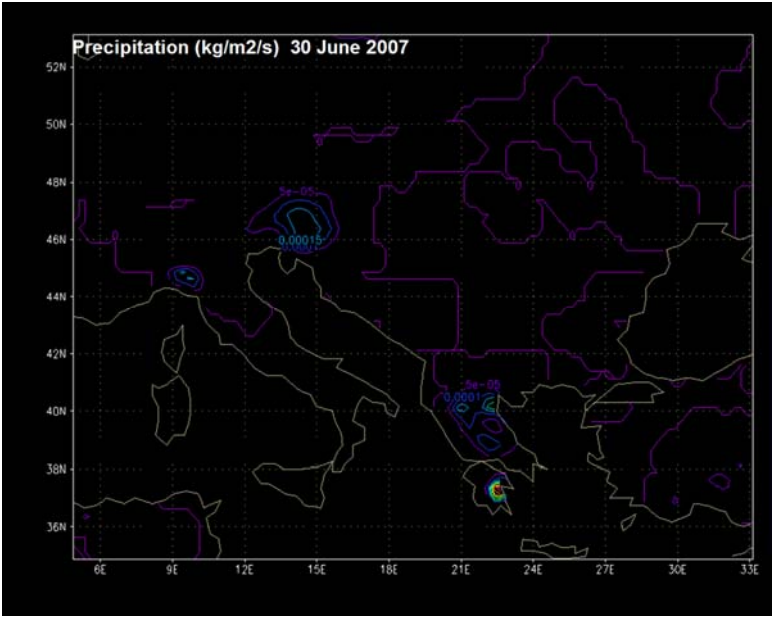 Precipitation (kg/m2/s) 30 June 2007
52N
50N
48N
5e-05
46N
0.00015
44N
42N
5e-05
0.0001
40N
38N
36N
6E 9E 12E 15E 18E 21E 24E 27E 30E 33E